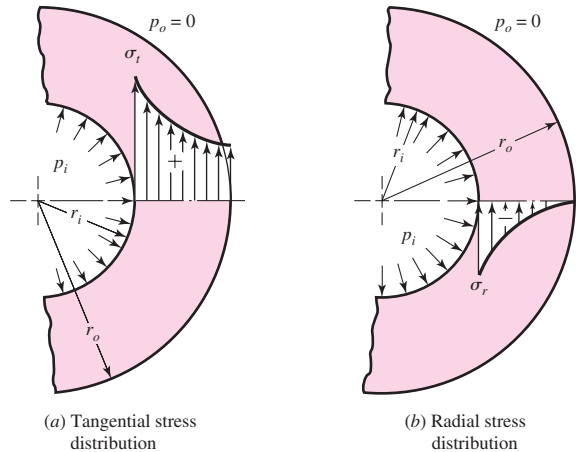 p_o = 0
σ_t
+
p_i
r_i
r_o
(a) Tangential stress
distribution
p_o = 0
r_i
r_o
–
p_i
σ_r
(b) Radial stress
distribution